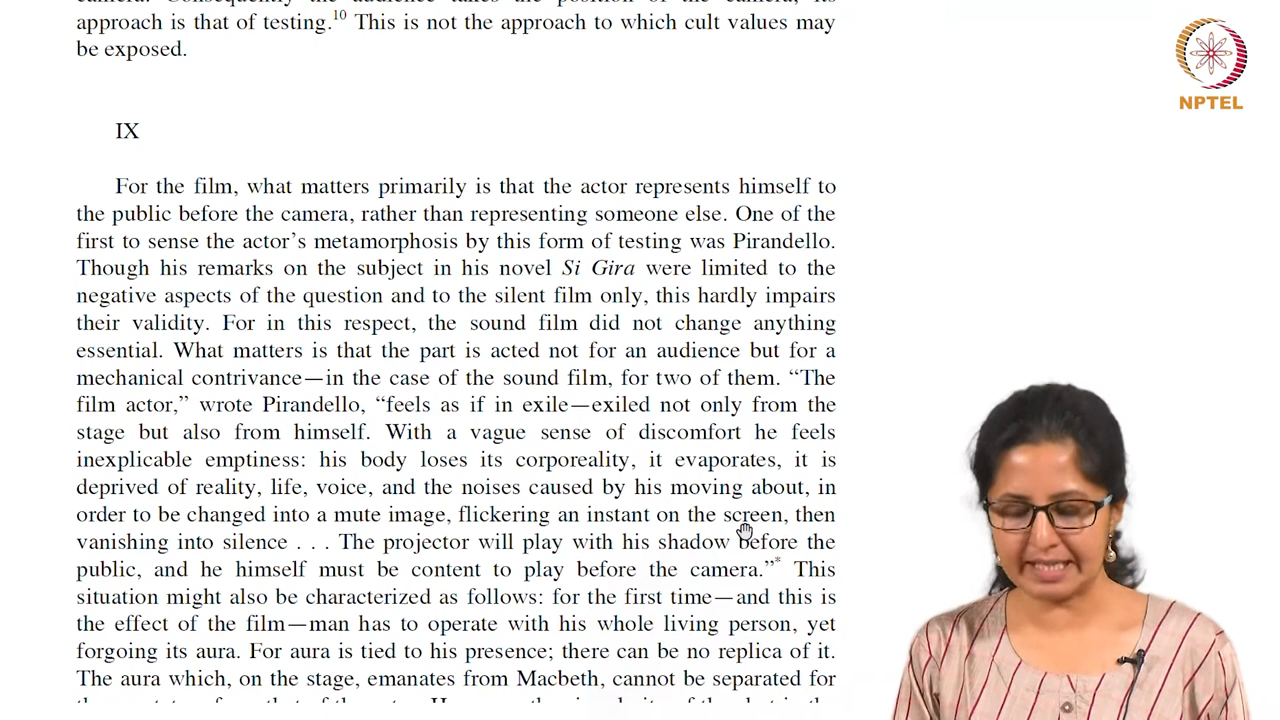 approach is that of testing.10 This is not the approach to which cult values may
be exposed.
IX
For the film, what matters primarily is that the actor represents himself to
the public before the camera, rather than representing someone else. One of the
first to sense the actor’s metamorphosis by this form of testing was Pirandello.
Though his remarks on the subject in his novel Si Gira were limited to the
negative aspects of the question and to the silent film only, this hardly impairs
their validity. For in this respect, the sound film did not change anything
essential. What matters is that the part is acted not for an audience but for a
mechanical contrivance—in the case of the sound film, for two of them. “The
film actor,” wrote Pirandello, “feels as if in exile—exiled not only from the
stage but also from himself. With a vague sense of discomfort he feels
inexplicable emptiness: his body loses its corporeality, it evaporates, it is
deprived of reality, life, voice, and the noises caused by his moving about, in
order to be changed into a mute image, flickering an instant on the screen, then
vanishing into silence . . . The projector will play with his shadow before the
public, and he himself must be content to play before the camera.”* This
situation might also be characterized as follows: for the first time—and this is
the effect of the film—man has to operate with his whole living person, yet
forgoing its aura. For aura is tied to his presence; there can be no replica of it.
The aura which, on the stage, emanates from Macbeth, cannot be separated for
NPTEL